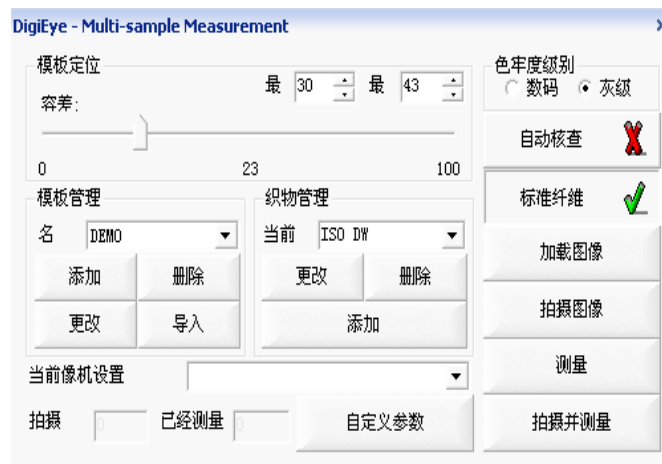 DigiEye - Multi-sample Measurement
模板定位
最 30 最 43
容差:
0 23 100
色牢度级别
数码 灰级
自动核查
标准纤维
加载图像
拍摄图像
测量
拍摄并测量
模板管理
名 DEMO
添加 删除
更改 导入
织物管理
当前 ISO DW
更改 删除
添加
当前像机设置
拍摄 0 已经测量 0
自定义参数